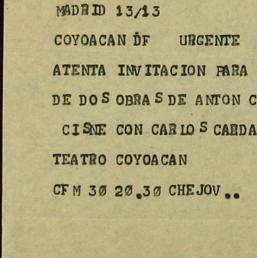 MADRID 13/13
COYOACAN DF URGENTE
ATENTA INVITACION PARA
DE DOS OBRAS DE ANTON C
CISNE CON CARLOS CARDA
TEATRO COYOACAN
CFM 30 20.30 CHEJOV..